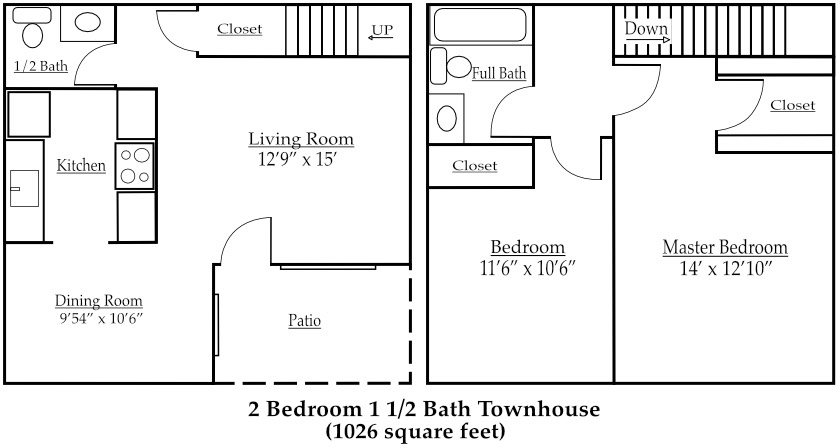 1/2 Bath
Closet
UP
Living Room
12'9" x 15'
Kitchen
Dining Room
9'54" x 10'6"
Patio
Down
Full Bath
Closet
Closet
Bedroom
11'6" x 10'6"
Master Bedroom
14' x 12'10"
2 Bedroom 1 1/2 Bath Townhouse
(1026 square feet)